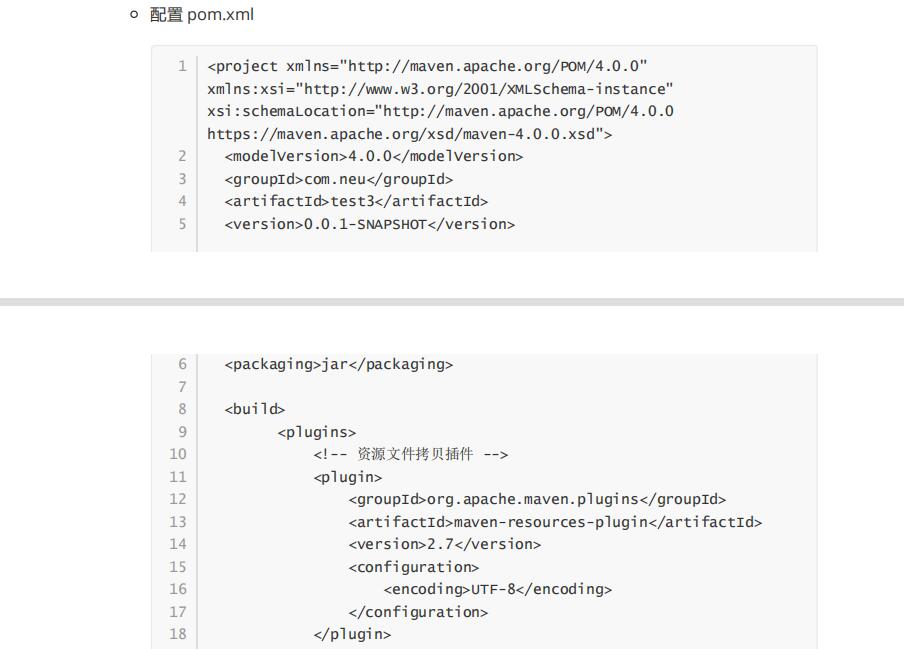 配置 pom.xml
1 <project xmlns="http://maven.apache.org/POM/4.0.0"
xmlns:xsi="http://www.w3.org/2001/XMLSchema-instance"
xsi:schemaLocation="http://maven.apache.org/POM/4.0.0
https://maven.apache.org/xsd/maven-4.0.0.xsd">
2 <modelVersion>4.0.0</modelVersion>
3 <groupId>com.neu</groupId>
4 <artifactId>test3</artifactId>
5 <version>0.0.1-SNAPSHOT</version>
6 <packaging>jar</packaging>
7
8 <build>
9 <plugins>
10 <!-- 资源文件拷贝插件 -->
11 <plugin>
12 <groupId>org.apache.maven.plugins</groupId>
13 <artifactId>maven-resources-plugin</artifactId>
14 <version>2.7</version>
15 <configuration>
16 <encoding>UTF-8</encoding>
17 </configuration>
18 </plugin>